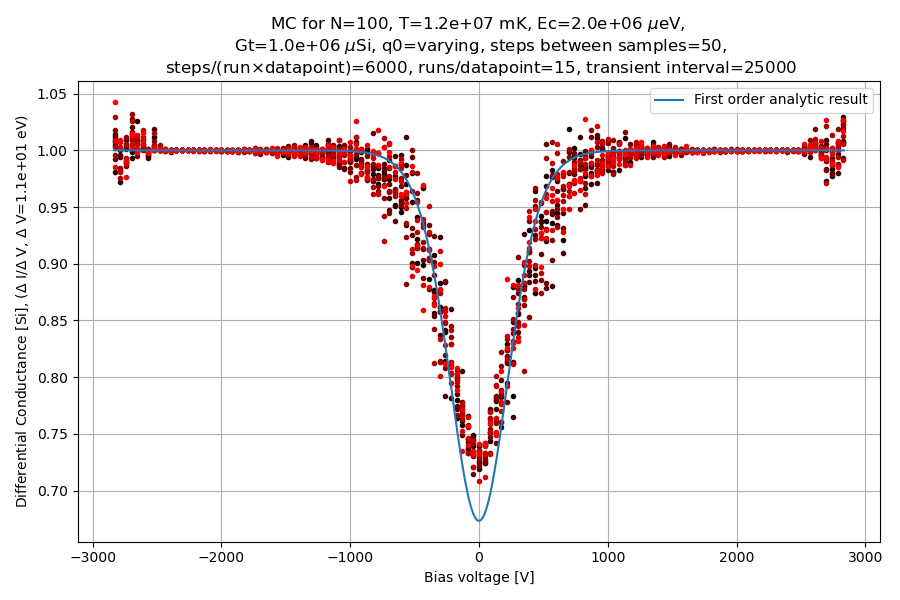 MC for N=100, T=1.2e+07 mK, Ec=2.0e+06 μeV,
Gt=1.0e+06 μSi, q0=varying, steps between samples=50,
steps/(run×datapoint)=6000, runs/datapoint=15, transient interval=25000
First order analytic result
Differential Conductance [Si], (Δ I/Δ V, Δ V=1.1e+01 eV)
1.05
1.00
0.95
0.90
0.85
0.80
0.75
0.70
−3000 −2000 −1000 0 1000 2000 3000
Bias voltage [V]